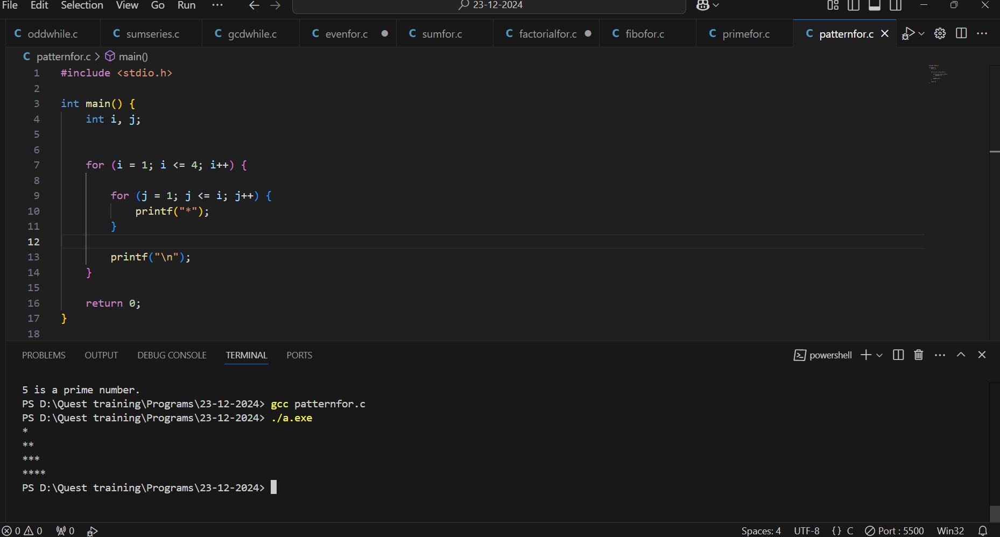 File Edit Selection View Go Run ··· ← → 23-12-2024
C oddwhile.c C sumseries.c C gcdwhile.c C evenfor.c ● C sumfor.c C factorialfor.c ● C fibofor.c C primefor.c C patternfor.c ×
C patternfor.c > main()
1 #include <stdio.h>
2
3 int main() {
4     int i, j;
5
6
7     for (i = 1; i <= 4; i++) {
8
9         for (j = 1; j <= i; j++) {
10             printf("*");
11         }
12
13         printf("\n");
14     }
15
16     return 0;
17 }
18
PROBLEMS OUTPUT DEBUG CONSOLE TERMINAL PORTS powershell
5 is a prime number.
PS D:\Quest training\Programs\23-12-2024> gcc patternfor.c
PS D:\Quest training\Programs\23-12-2024> ./a.exe
*
**
***
****
PS D:\Quest training\Programs\23-12-2024>
0 0 0 Spaces: 4 UTF-8 {} C Port : 5500 Win32